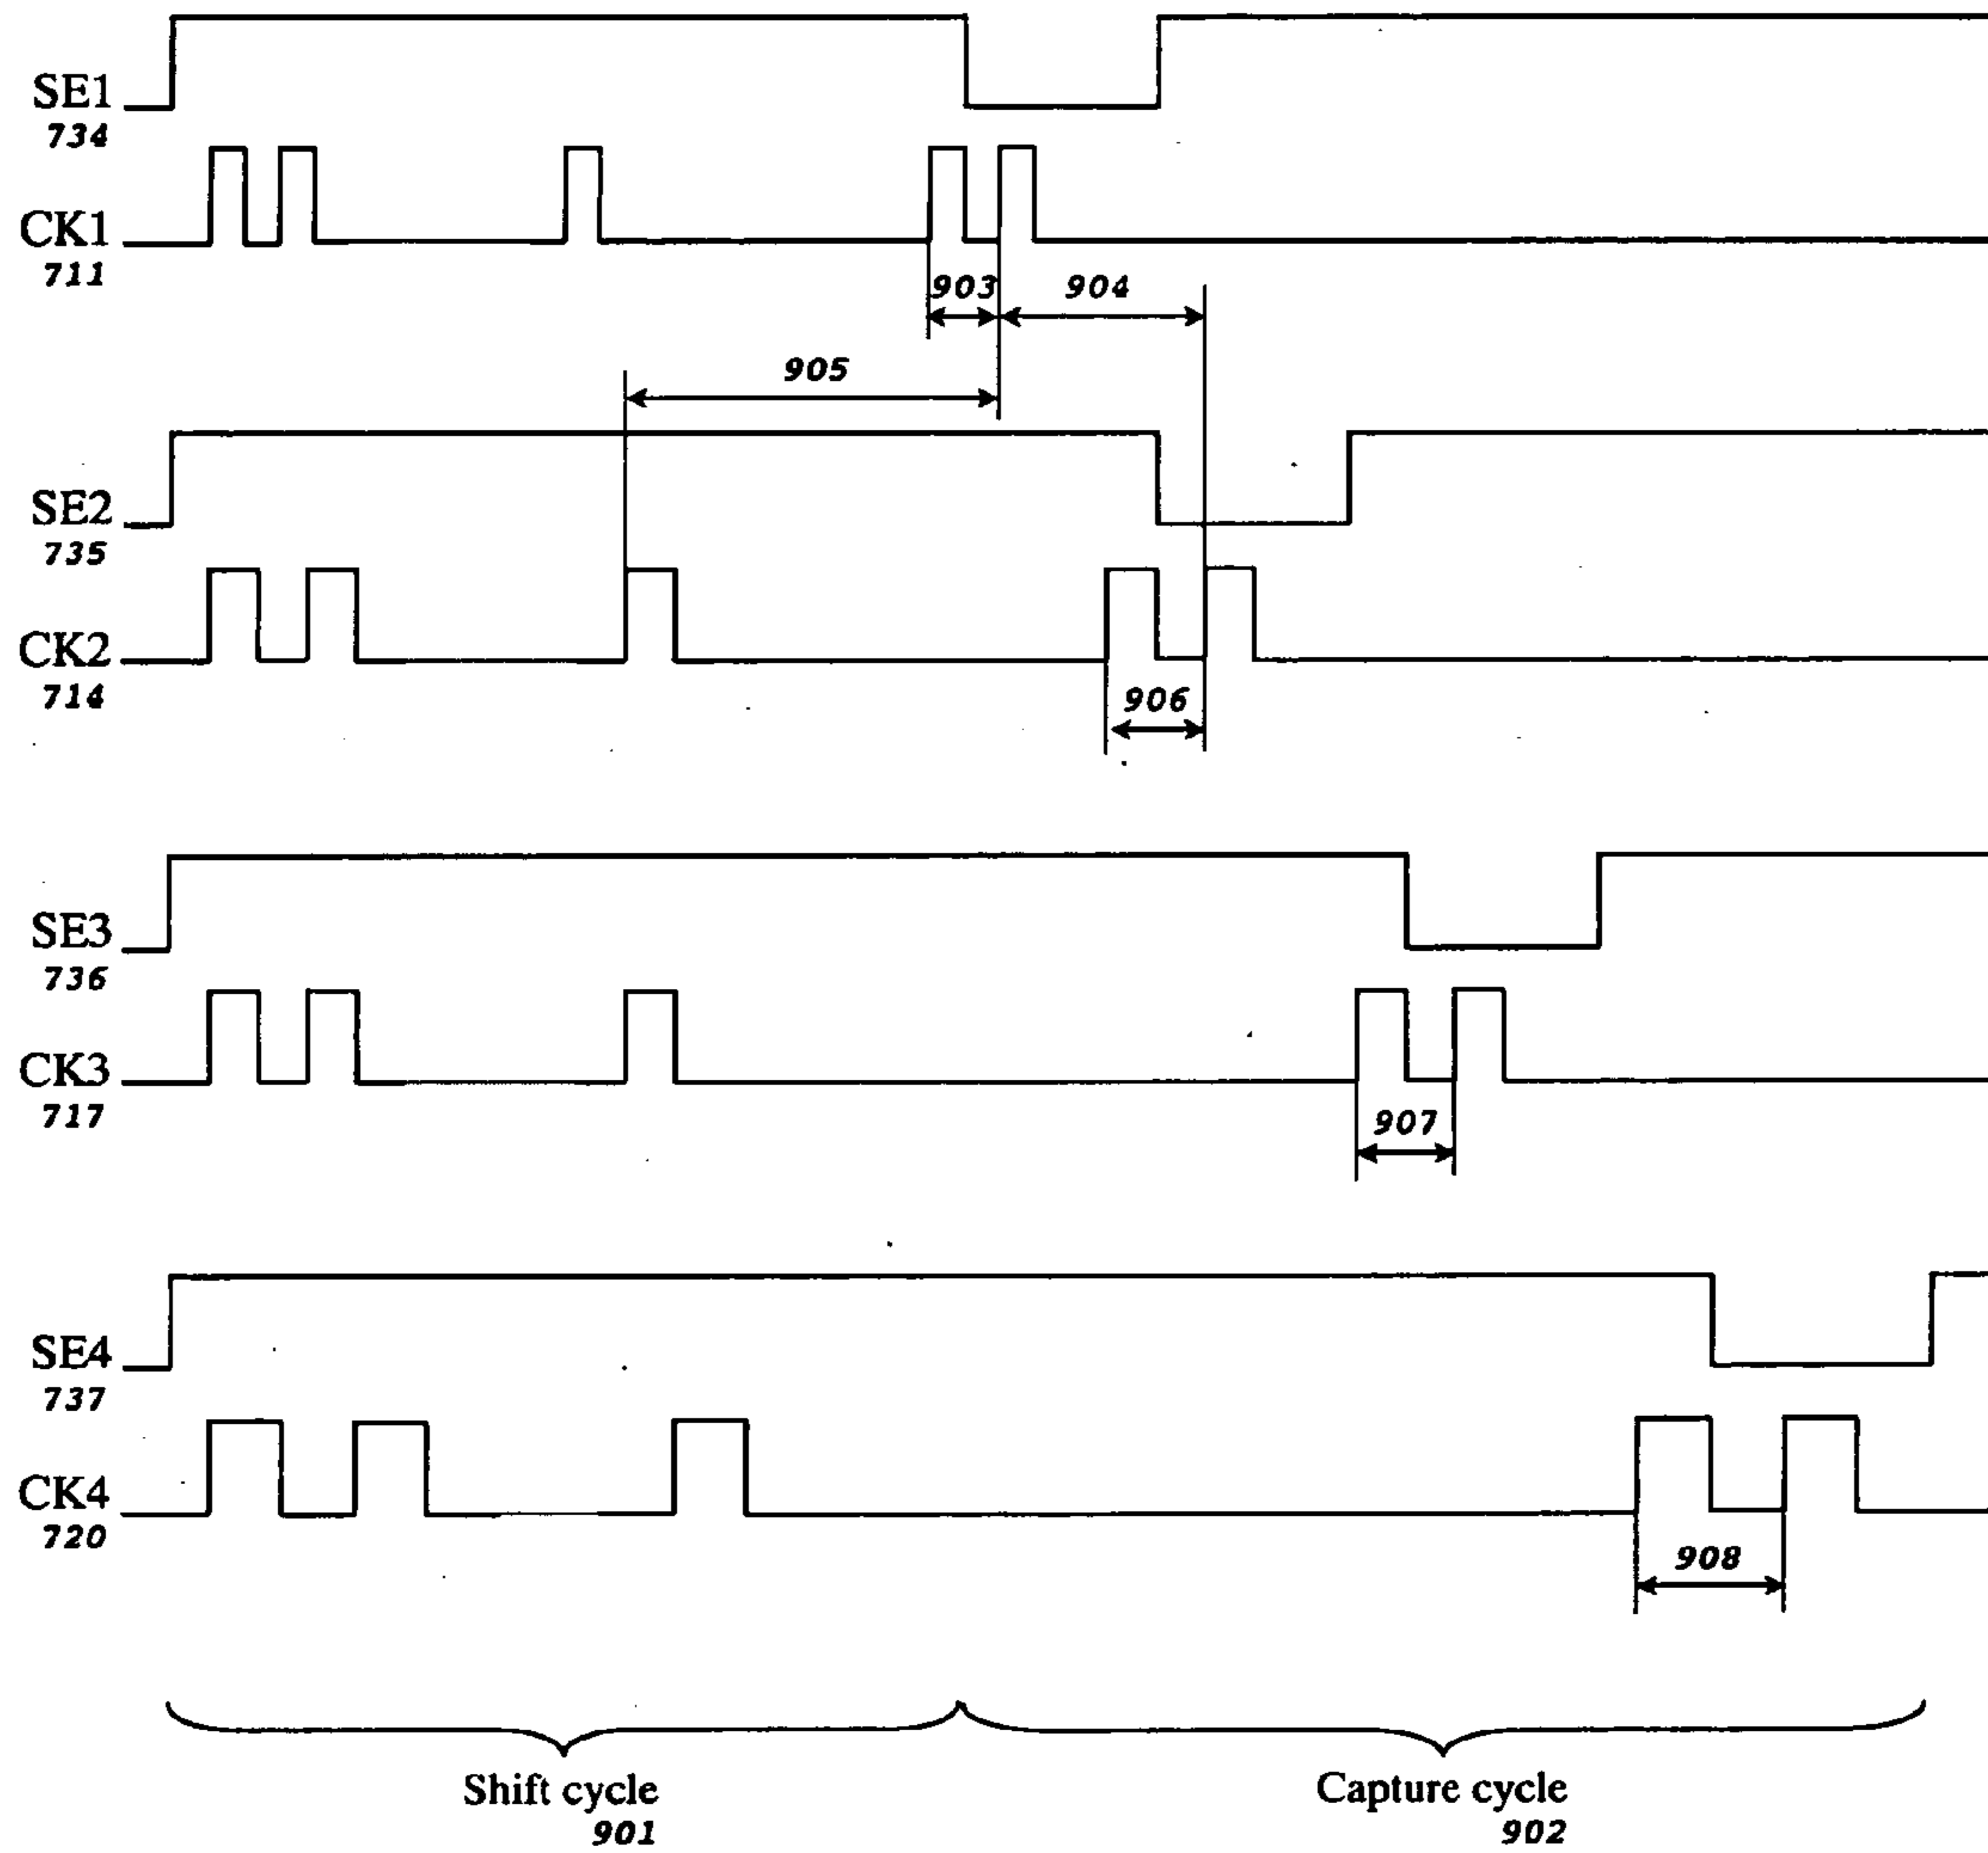 SE1
734
CK1
711
903
904
905
SE2
735
CK2
714
906
SE3
736
CK3
717
907
SE4
737
CK4
720
908
Shift cycle
901
Capture cycle
902